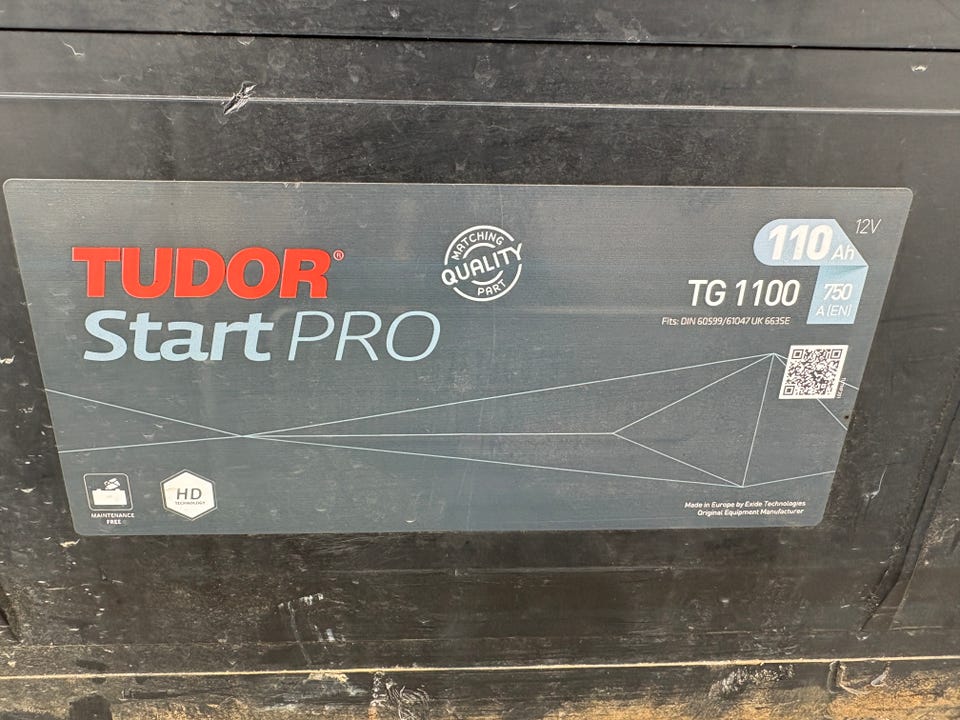 TUDOR®
Start PRO
MATCHING
QUALITY
PART
110 Ah
12V
TG 1100
750
A (EN)
Fits: DIN 60599/61047 UK 663SE
MAINTENANCE
FREE
HD
TECHNOLOGY
Made in Europe by Exide Technologies
Original Equipment Manufacturer